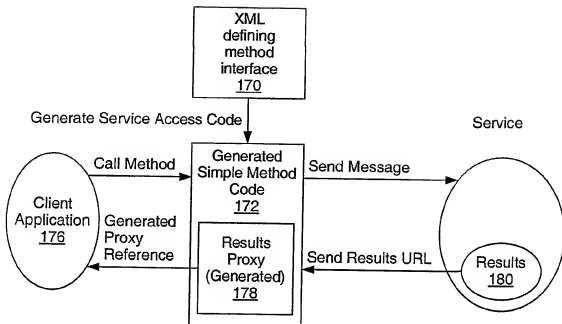 XML
defining
method
interface
170
Generate Service Access Code
Service
Call Method
Generated
Simple Method
Code
172
Send Message
Client
Application
176
Generated
Proxy
Reference
Results
Proxy
(Generated)
178
Send Results URL
Results
180